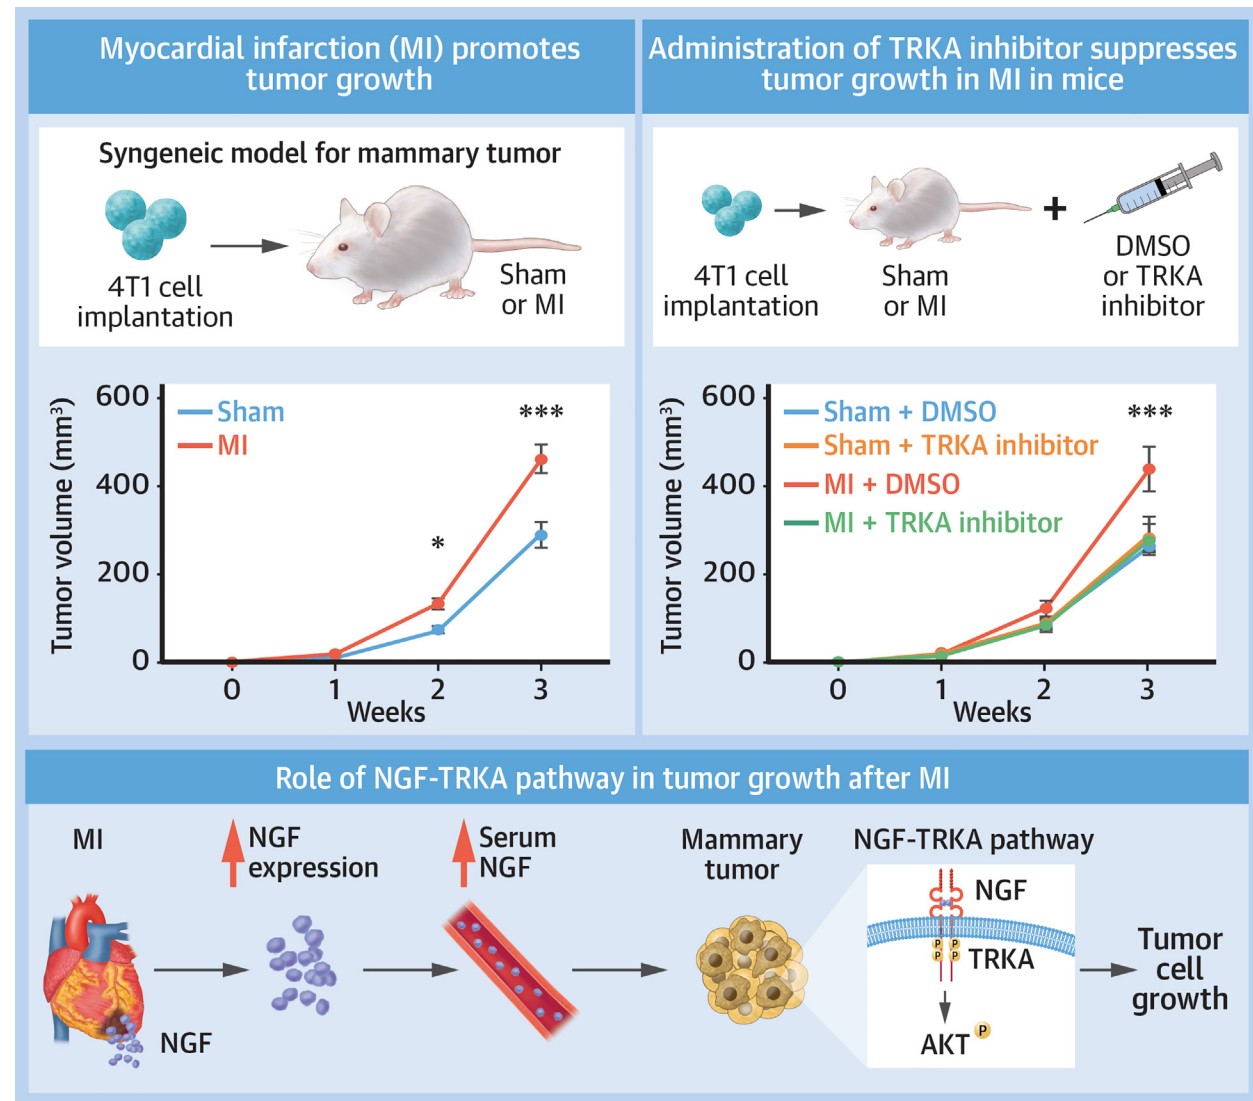 Myocardial infarction (MI) promotes
tumor growth
Syngeneic model for mammary tumor
4T1 cell
implantation
Sham
or MI
Tumor volume (mm³)
600
400
200
0
Sham
MI
*
***
0 1 2 3
Weeks
Administration of TRKA inhibitor suppresses
tumor growth in MI in mice
4T1 cell
implantation
Sham
or MI
+
DMSO
or TRKA
inhibitor
Tumor volume (mm³)
600
400
200
0
Sham + DMSO
Sham + TRKA inhibitor
MI + DMSO
MI + TRKA inhibitor
***
0 1 2 3
Weeks
Role of NGF-TRKA pathway in tumor growth after MI
MI
NGF
NGF
expression
Serum
NGF
Mammary
tumor
NGF-TRKA pathway
NGF
P P
P P
TRKA
AKT P
Tumor
cell
growth